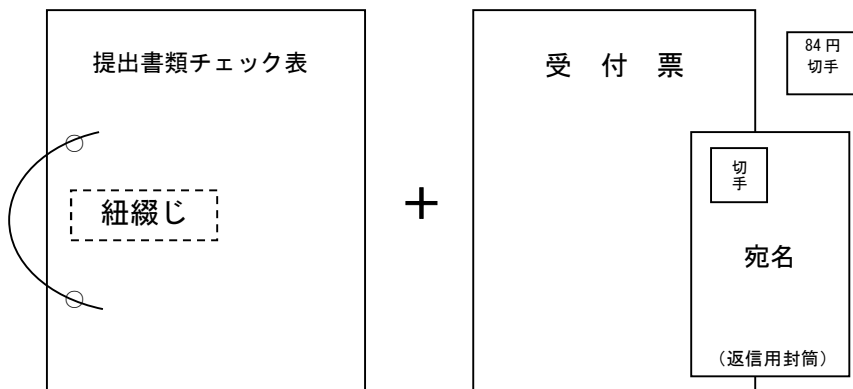 提出書類チェック表
紐綴じ
+
受 付 票
84円
切手
切手
宛名
(返信用封筒)